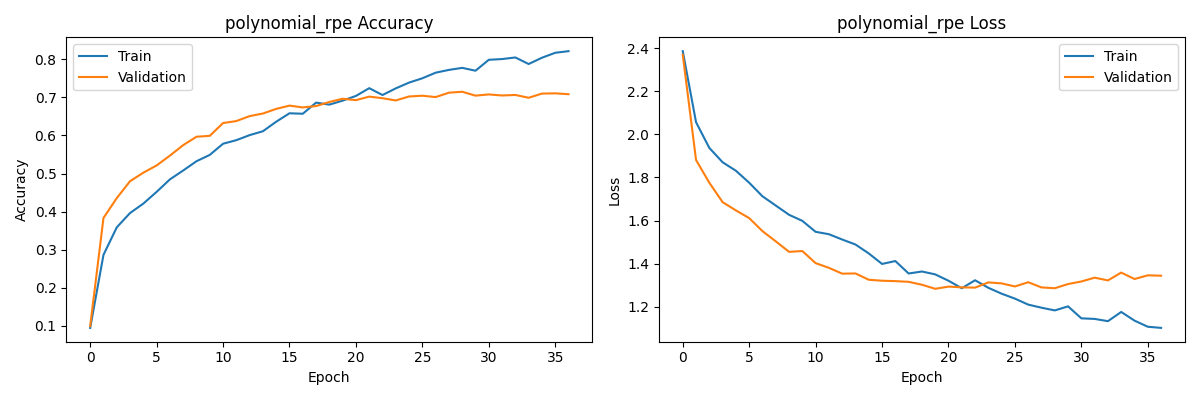 polynomial_rpe Accuracy
Train
Validation
0.8
0.7
0.6
0.5
0.4
0.3
0.2
0.1
Accuracy
0 5 10 15 20 25 30 35
Epoch
polynomial_rpe Loss
Train
Validation
2.4
2.2
2.0
1.8
1.6
1.4
1.2
Loss
0 5 10 15 20 25 30 35
Epoch